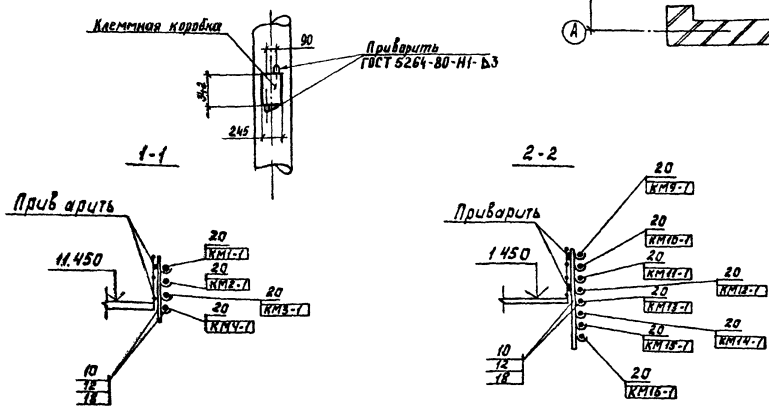 Клеммная коробка
90
Приварить
ГОСТ 5264-80-Н1-Δ3
А
342
245
1-1
Приварить
11.450
20
КМ1-1
20
КМ2-1
20
КМ3-1
20
КМ4-1
10
12
18
2-2
Приварить
1450
20
КМ9-1
20
КМ10-1
20
КМ11-1
20
КМ12-1
20
КМ13-1
20
КМ14-1
20
КМ15-1
20
КМ16-1
10
12
18